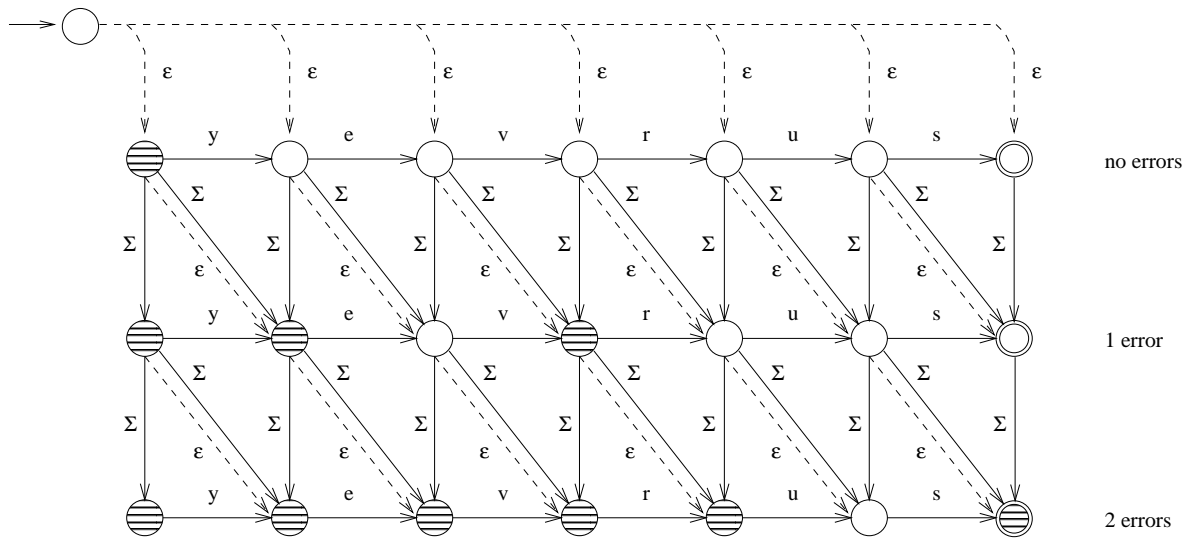 ε ε ε ε ε ε ε
y e v r u s no errors
Σ Σ Σ Σ Σ Σ
Σ Σ Σ Σ Σ Σ Σ
ε ε ε ε ε ε
y e v r u s 1 error
Σ Σ Σ Σ Σ Σ
Σ Σ Σ Σ Σ Σ Σ
ε ε ε ε ε ε
y e v r u s 2 errors